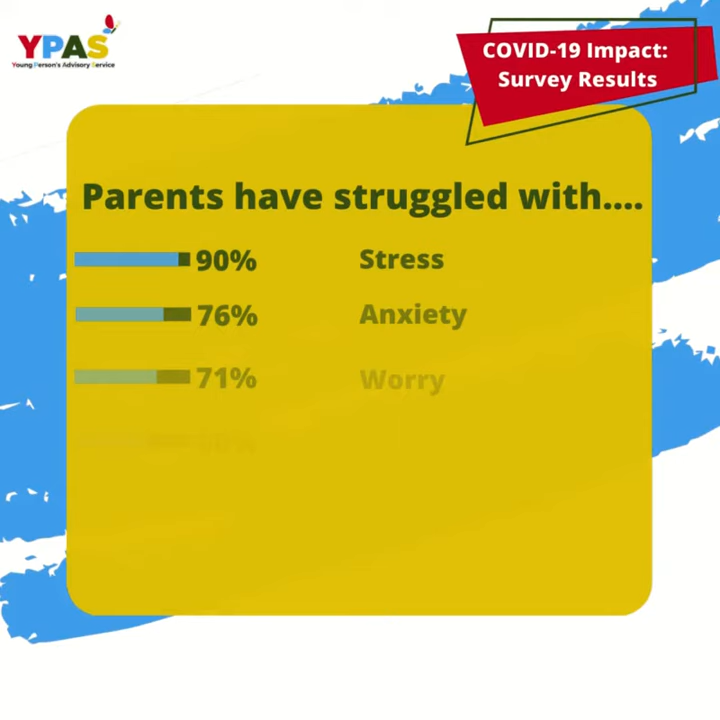 YPAS
Young Person's Advisory Service
COVID-19 Impact:
Survey Results
Parents have struggled with....
90% Stress
76% Anxiety
71% Worry